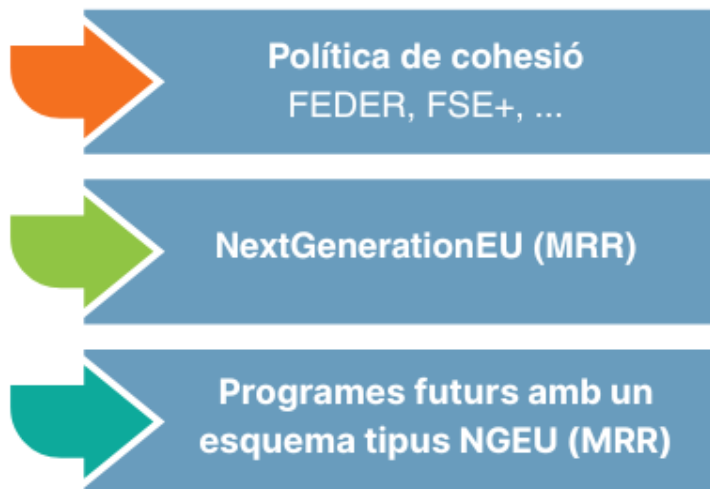 Política de cohesió
FEDER, FSE+, ...
NextGenerationEU (MRR)
Programes futurs amb un
esquema tipus NGEU (MRR)